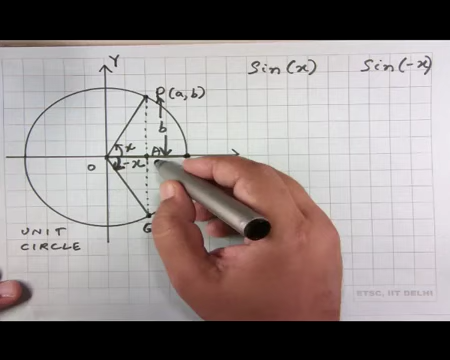 Sin(x) Sin(-x)
Y
P(a,b)
b
x
A
-x
O
UNIT
CIRCLE
ETSC, IIT DELHI